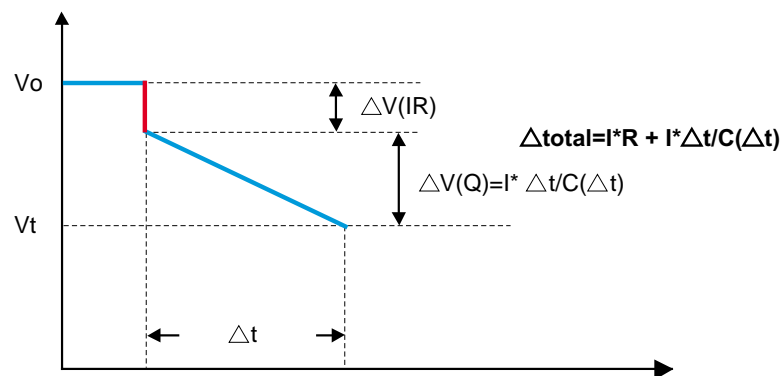 Vo
△V(IR)
△total=I*R + I*△t/C(△t)
△V(Q)=I* △t/C(△t)
Vt
△t